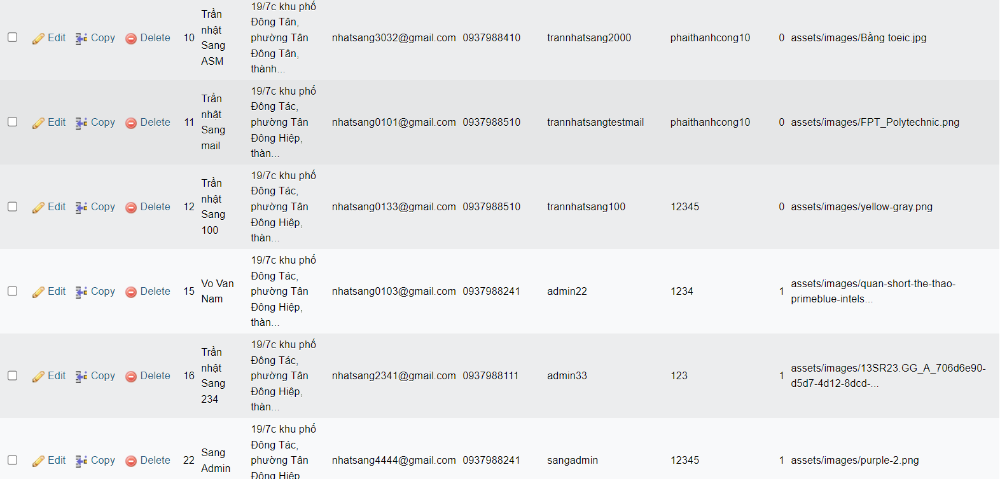 Edit Copy Delete 10 Trần nhật Sang ASM 19/7c khu phố Đông Tân, phường Tân Đông Tân, thành... nhatsang3032@gmail.com 0937988410 trannhatsang2000 phaithanhcong10 0 assets/images/Bằng toeic.jpg
Edit Copy Delete 11 Trần nhật Sang mail 19/7c khu phố Đông Tác, phường Tân Đông Hiệp, thàn... nhatsang0101@gmail.com 0937988510 trannhatsangtestmail phaithanhcong10 0 assets/images/FPT_Polytechnic.png
Edit Copy Delete 12 Trần nhật Sang 100 19/7c khu phố Đông Tác, phường Tân Đông Hiệp, thàn... nhatsang0133@gmail.com 0937988510 trannhatsang100 12345 0 assets/images/yellow-gray.png
Edit Copy Delete 15 Vo Van Nam 19/7c khu phố Đông Tác, phường Tân Đông Hiệp, thàn... nhatsang0103@gmail.com 0937988241 admin22 1234 1 assets/images/quan-short-the-thao-primeblue-intels...
Edit Copy Delete 16 Trần nhật Sang 234 19/7c khu phố Đông Tác, phường Tân Đông Hiệp, thàn... nhatsang2341@gmail.com 0937988111 admin33 123 1 assets/images/13SR23.GG_A_706d6e90-d5d7-4d12-8dcd-...
Edit Copy Delete 22 Sang Admin 19/7c khu phố Đông Tác, phường Tân Đông Hiệp nhatsang4444@gmail.com 0937988241 sangadmin 12345 1 assets/images/purple-2.png